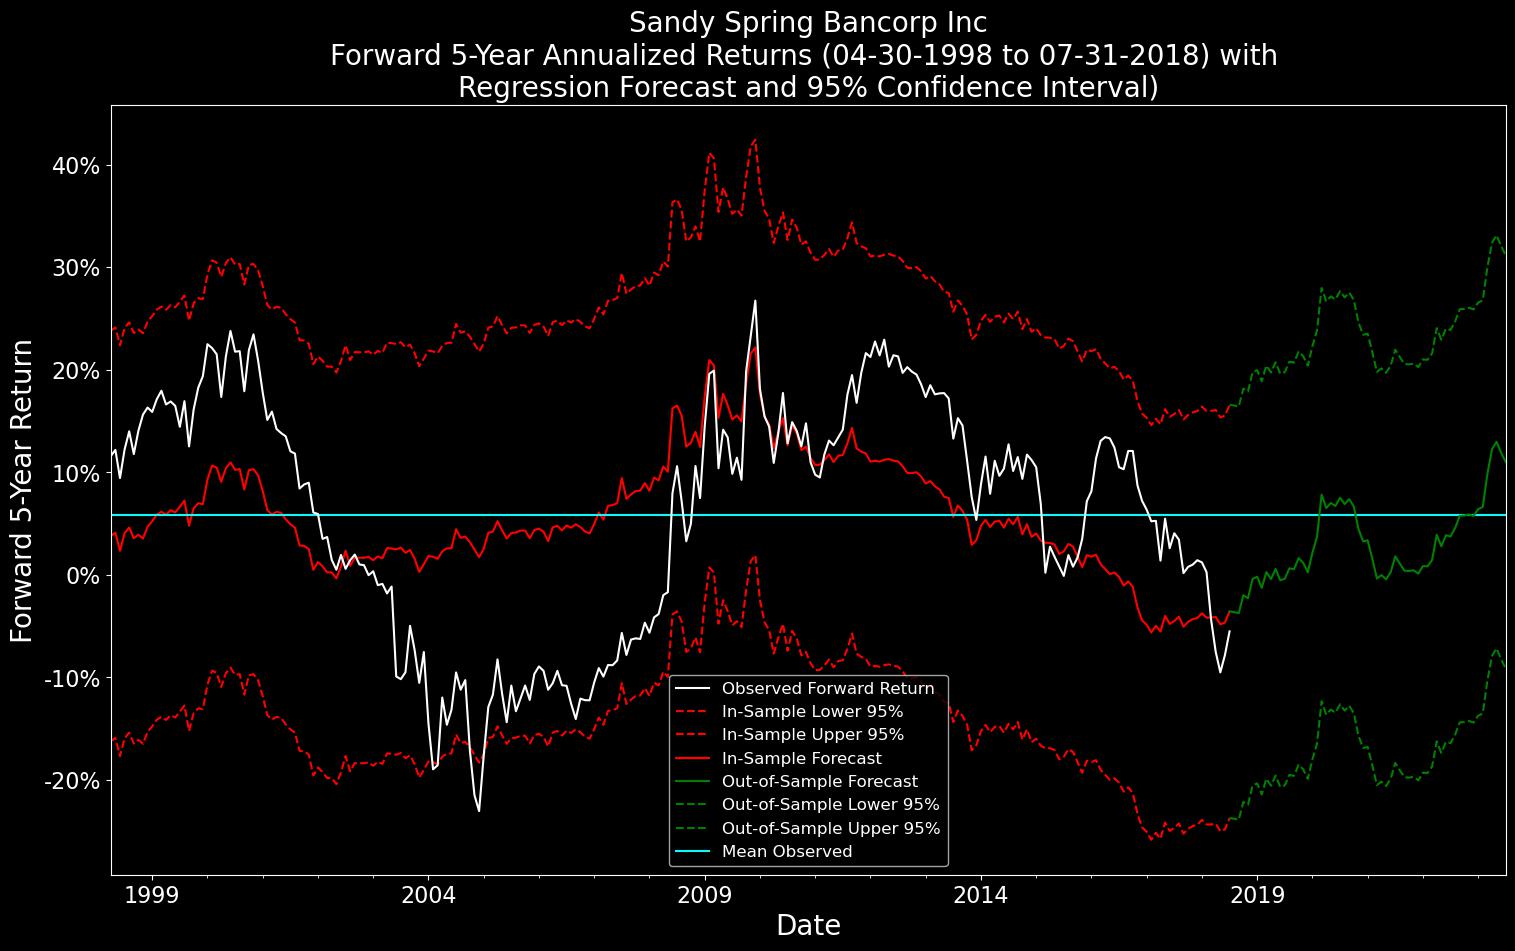 Sandy Spring Bancorp Inc
Forward 5-Year Annualized Returns (04-30-1998 to 07-31-2018) with
Regression Forecast and 95% Confidence Interval)
Forward 5-Year Return
40%
30%
20%
10%
0%
-10%
-20%
Observed Forward Return
In-Sample Lower 95%
In-Sample Upper 95%
In-Sample Forecast
Out-of-Sample Forecast
Out-of-Sample Lower 95%
Out-of-Sample Upper 95%
Mean Observed
1999 2004 2009 2014 2019
Date